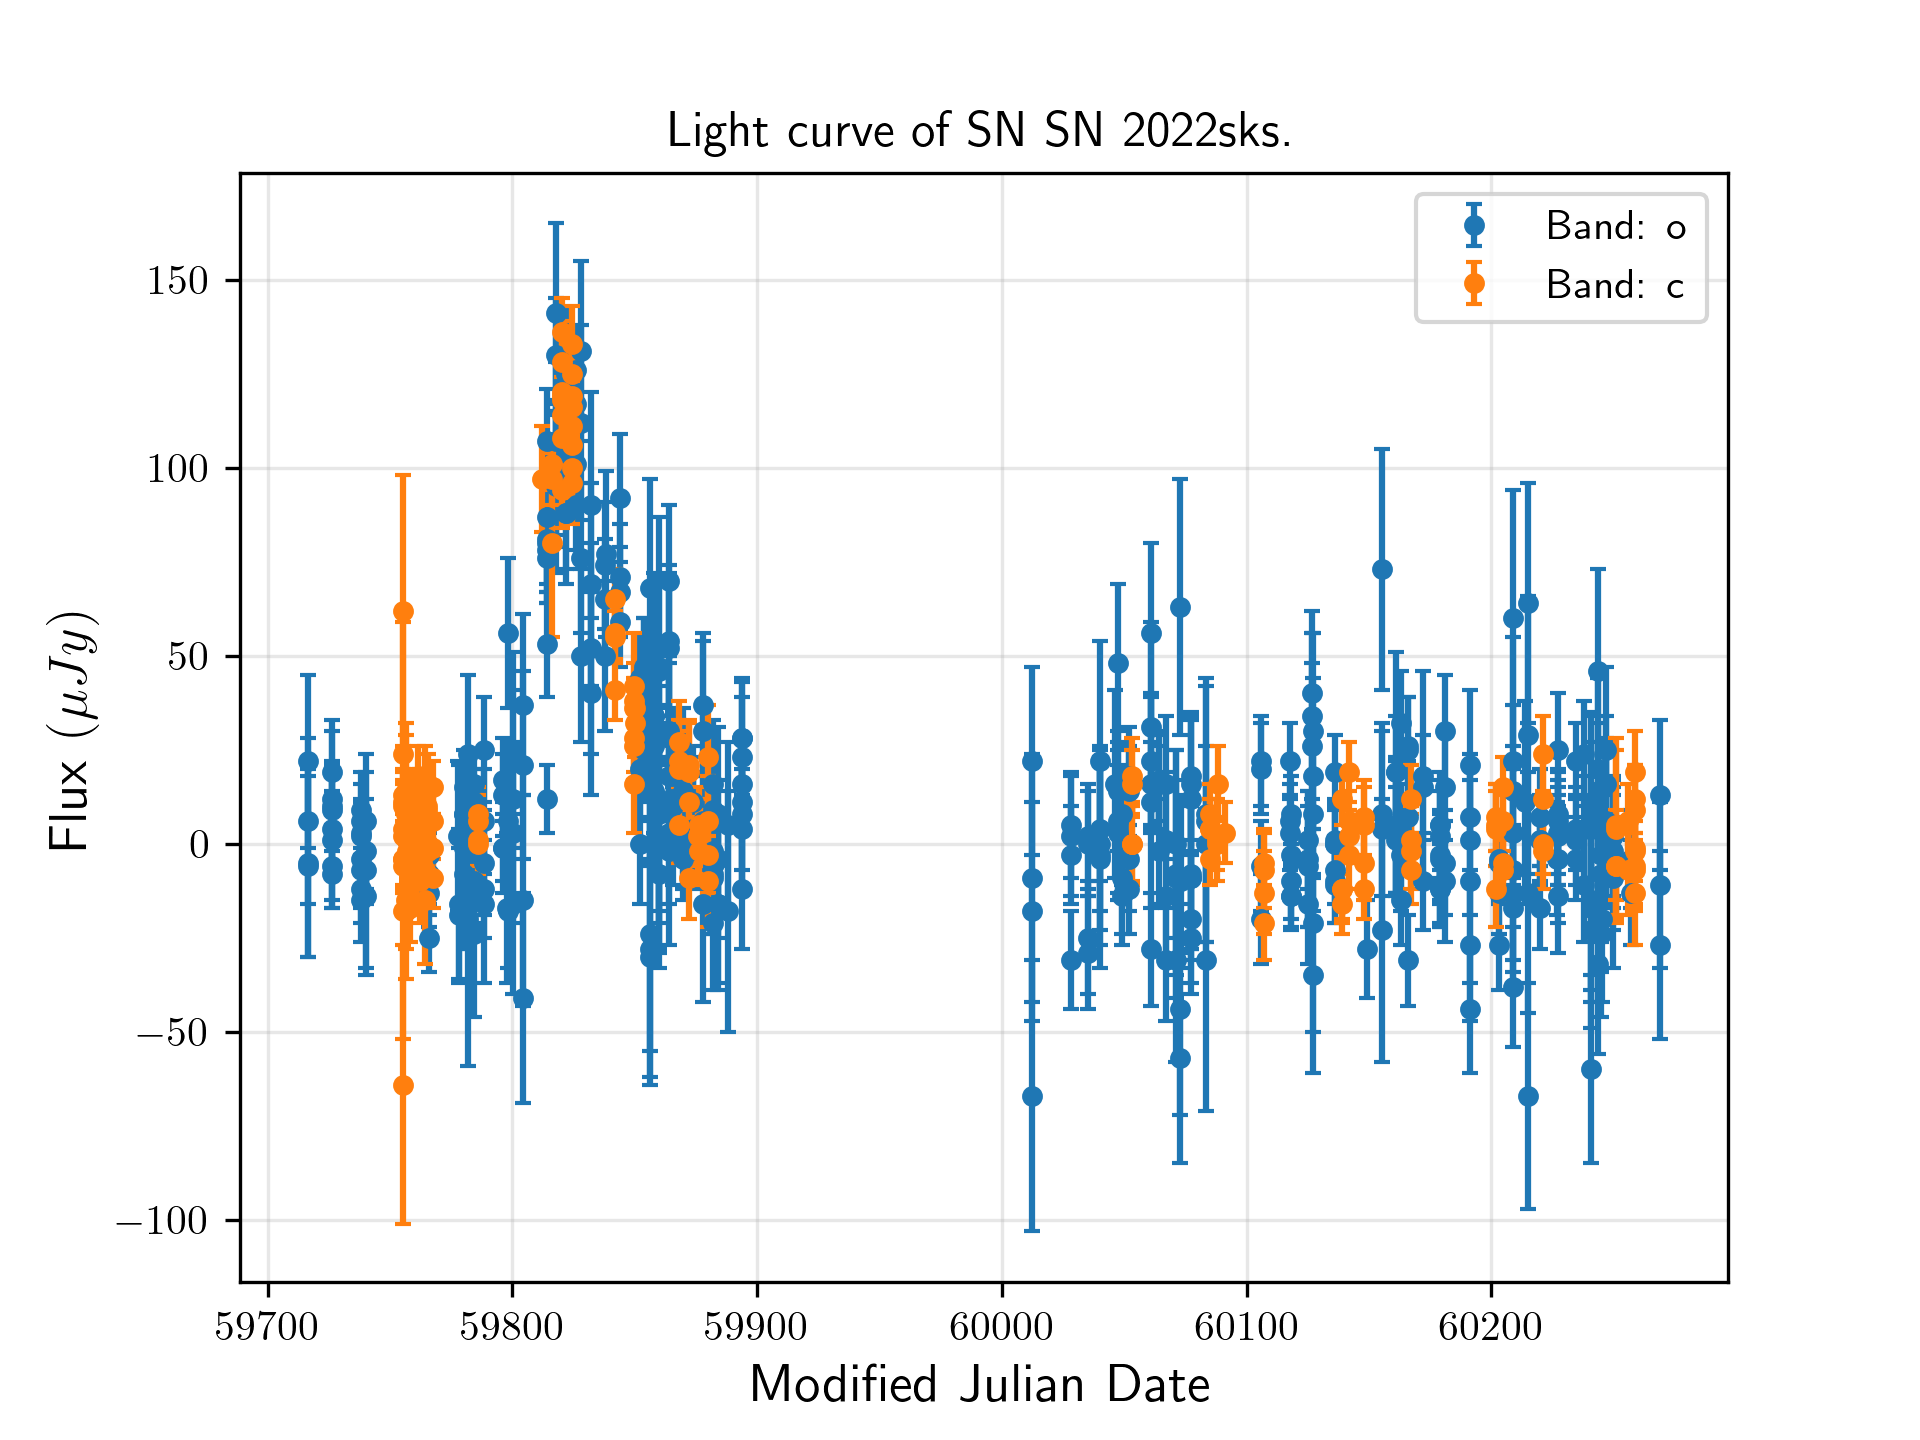 Light curve of SN SN 2022sks.
Band: o
Band: c
150
100
50
0
−50
−100
Flux (μJy)
59700 59800 59900 60000 60100 60200
Modified Julian Date